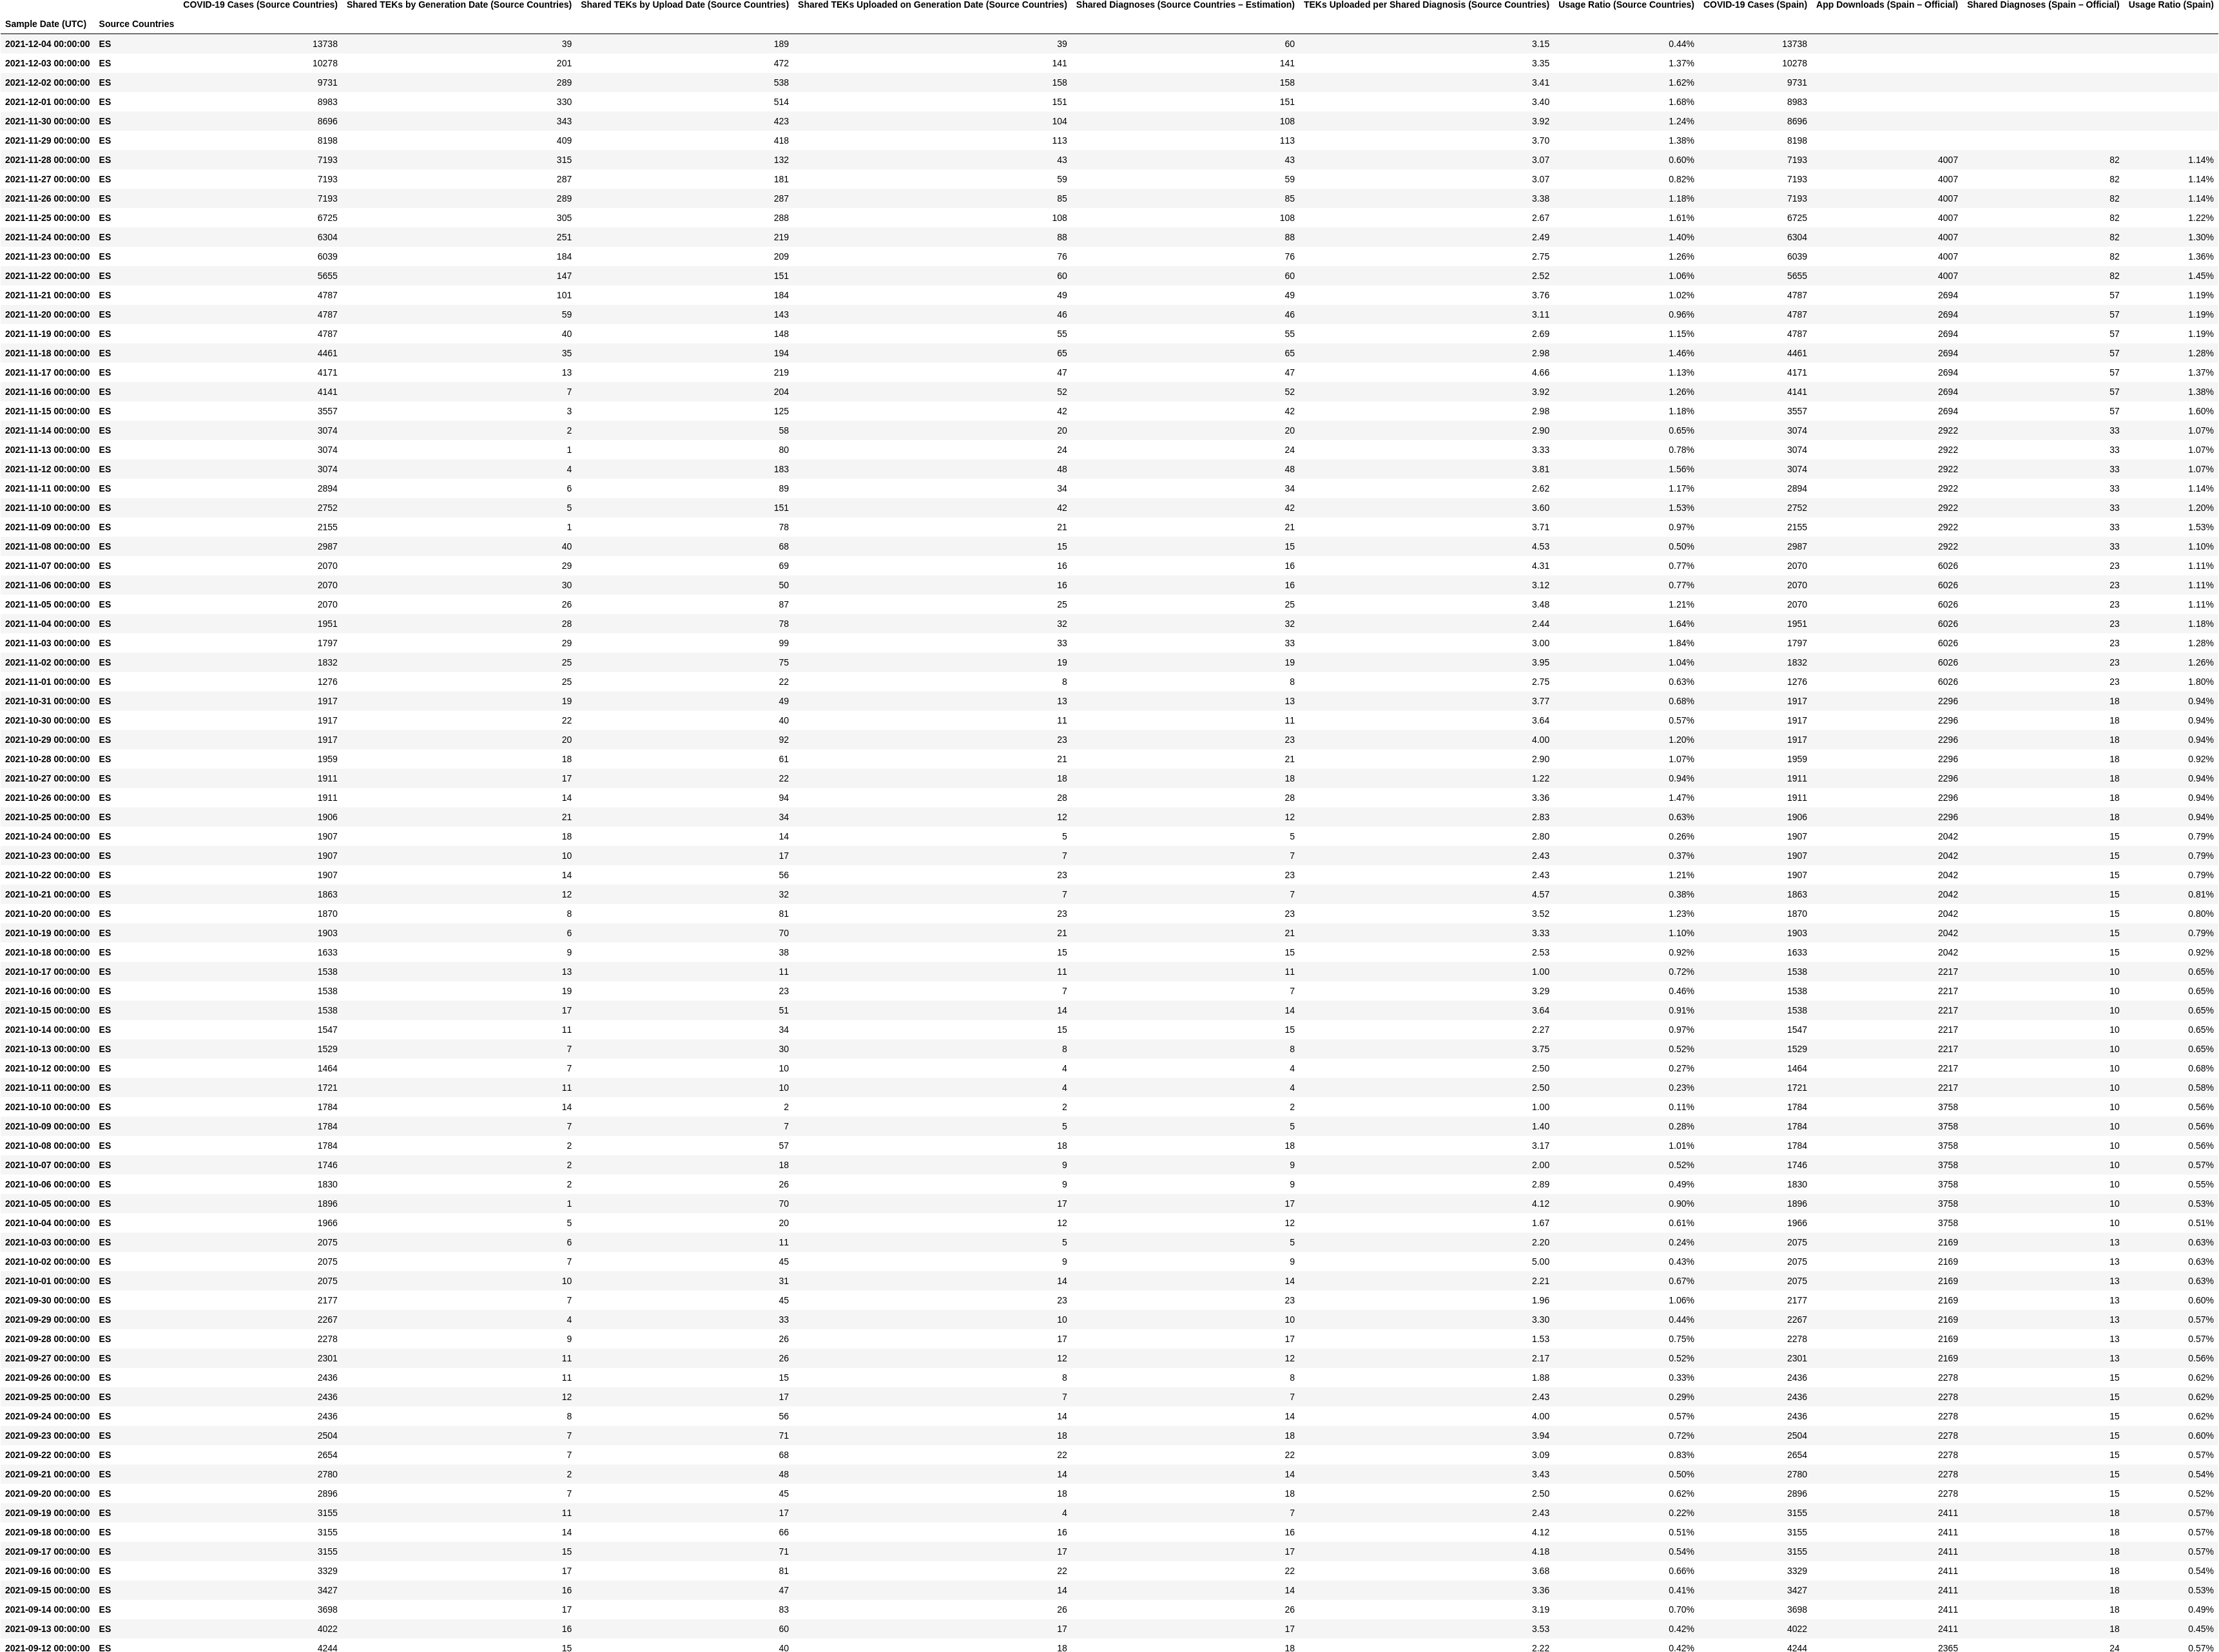 COVID-19 Cases (Source Countries) Shared TEKs by Generation Date (Source Countries) Shared TEKs by Upload Date (Source Countries) Shared TEKs Uploaded on Generation Date (Source Countries) Shared Diagnoses (Source Countries – Estimation) TEKs Uploaded per Shared Diagnosis (Source Countries) Usage Ratio (Source Countries) COVID-19 Cases (Spain) App Downloads (Spain – Official) Shared Diagnoses (Spain – Official) Usage Ratio (Spain)
Sample Date (UTC) Source Countries
2021-12-04 00:00:00 ES 13738 39 189 39 60 3.15 0.44% 13738
2021-12-03 00:00:00 ES 10278 201 472 141 141 3.35 1.37% 10278
2021-12-02 00:00:00 ES 9731 289 538 158 158 3.41 1.62% 9731
2021-12-01 00:00:00 ES 8983 330 514 151 151 3.40 1.68% 8983
2021-11-30 00:00:00 ES 8696 343 423 104 108 3.92 1.24% 8696
2021-11-29 00:00:00 ES 8198 409 418 113 113 3.70 1.38% 8198
2021-11-28 00:00:00 ES 7193 315 132 43 43 3.07 0.60% 7193 4007 82 1.14%
2021-11-27 00:00:00 ES 7193 287 181 59 59 3.07 0.82% 7193 4007 82 1.14%
2021-11-26 00:00:00 ES 7193 289 287 85 85 3.38 1.18% 7193 4007 82 1.14%
2021-11-25 00:00:00 ES 6725 305 288 108 108 2.67 1.61% 6725 4007 82 1.22%
2021-11-24 00:00:00 ES 6304 251 219 88 88 2.49 1.40% 6304 4007 82 1.30%
2021-11-23 00:00:00 ES 6039 184 209 76 76 2.75 1.26% 6039 4007 82 1.36%
2021-11-22 00:00:00 ES 5655 147 151 60 60 2.52 1.06% 5655 4007 82 1.45%
2021-11-21 00:00:00 ES 4787 101 184 49 49 3.76 1.02% 4787 2694 57 1.19%
2021-11-20 00:00:00 ES 4787 59 143 46 46 3.11 0.96% 4787 2694 57 1.19%
2021-11-19 00:00:00 ES 4787 40 148 55 55 2.69 1.15% 4787 2694 57 1.19%
2021-11-18 00:00:00 ES 4461 35 194 65 65 2.98 1.46% 4461 2694 57 1.28%
2021-11-17 00:00:00 ES 4171 13 219 47 47 4.66 1.13% 4171 2694 57 1.37%
2021-11-16 00:00:00 ES 4141 7 204 52 52 3.92 1.26% 4141 2694 57 1.38%
2021-11-15 00:00:00 ES 3557 3 125 42 42 2.98 1.18% 3557 2694 57 1.60%
2021-11-14 00:00:00 ES 3074 2 58 20 20 2.90 0.65% 3074 2922 33 1.07%
2021-11-13 00:00:00 ES 3074 1 80 24 24 3.33 0.78% 3074 2922 33 1.07%
2021-11-12 00:00:00 ES 3074 4 183 48 48 3.81 1.56% 3074 2922 33 1.07%
2021-11-11 00:00:00 ES 2894 6 89 34 34 2.62 1.17% 2894 2922 33 1.14%
2021-11-10 00:00:00 ES 2752 5 151 42 42 3.60 1.53% 2752 2922 33 1.20%
2021-11-09 00:00:00 ES 2155 1 78 21 21 3.71 0.97% 2155 2922 33 1.53%
2021-11-08 00:00:00 ES 2987 40 68 15 15 4.53 0.50% 2987 2922 33 1.10%
2021-11-07 00:00:00 ES 2070 29 69 16 16 4.31 0.77% 2070 6026 23 1.11%
2021-11-06 00:00:00 ES 2070 30 50 16 16 3.12 0.77% 2070 6026 23 1.11%
2021-11-05 00:00:00 ES 2070 26 87 25 25 3.48 1.21% 2070 6026 23 1.11%
2021-11-04 00:00:00 ES 1951 28 78 32 32 2.44 1.64% 1951 6026 23 1.18%
2021-11-03 00:00:00 ES 1797 29 99 33 33 3.00 1.84% 1797 6026 23 1.28%
2021-11-02 00:00:00 ES 1832 25 75 19 19 3.95 1.04% 1832 6026 23 1.26%
2021-11-01 00:00:00 ES 1276 25 22 8 8 2.75 0.63% 1276 6026 23 1.80%
2021-10-31 00:00:00 ES 1917 19 49 13 13 3.77 0.68% 1917 2296 18 0.94%
2021-10-30 00:00:00 ES 1917 22 40 11 11 3.64 0.57% 1917 2296 18 0.94%
2021-10-29 00:00:00 ES 1917 20 92 23 23 4.00 1.20% 1917 2296 18 0.94%
2021-10-28 00:00:00 ES 1959 18 61 21 21 2.90 1.07% 1959 2296 18 0.92%
2021-10-27 00:00:00 ES 1911 17 22 18 18 1.22 0.94% 1911 2296 18 0.94%
2021-10-26 00:00:00 ES 1911 14 94 28 28 3.36 1.47% 1911 2296 18 0.94%
2021-10-25 00:00:00 ES 1906 21 34 12 12 2.83 0.63% 1906 2296 18 0.94%
2021-10-24 00:00:00 ES 1907 18 14 5 5 2.80 0.26% 1907 2042 15 0.79%
2021-10-23 00:00:00 ES 1907 10 17 7 7 2.43 0.37% 1907 2042 15 0.79%
2021-10-22 00:00:00 ES 1907 14 56 23 23 2.43 1.21% 1907 2042 15 0.79%
2021-10-21 00:00:00 ES 1863 12 32 7 7 4.57 0.38% 1863 2042 15 0.81%
2021-10-20 00:00:00 ES 1870 8 81 23 23 3.52 1.23% 1870 2042 15 0.80%
2021-10-19 00:00:00 ES 1903 6 70 21 21 3.33 1.10% 1903 2042 15 0.79%
2021-10-18 00:00:00 ES 1633 9 38 15 15 2.53 0.92% 1633 2042 15 0.92%
2021-10-17 00:00:00 ES 1538 13 11 11 11 1.00 0.72% 1538 2217 10 0.65%
2021-10-16 00:00:00 ES 1538 19 23 7 7 3.29 0.46% 1538 2217 10 0.65%
2021-10-15 00:00:00 ES 1538 17 51 14 14 3.64 0.91% 1538 2217 10 0.65%
2021-10-14 00:00:00 ES 1547 11 34 15 15 2.27 0.97% 1547 2217 10 0.65%
2021-10-13 00:00:00 ES 1529 7 30 8 8 3.75 0.52% 1529 2217 10 0.65%
2021-10-12 00:00:00 ES 1464 7 10 4 4 2.50 0.27% 1464 2217 10 0.68%
2021-10-11 00:00:00 ES 1721 11 10 4 4 2.50 0.23% 1721 2217 10 0.58%
2021-10-10 00:00:00 ES 1784 14 2 2 2 1.00 0.11% 1784 3758 10 0.56%
2021-10-09 00:00:00 ES 1784 7 7 5 5 1.40 0.28% 1784 3758 10 0.56%
2021-10-08 00:00:00 ES 1784 2 57 18 18 3.17 1.01% 1784 3758 10 0.56%
2021-10-07 00:00:00 ES 1746 2 18 9 9 2.00 0.52% 1746 3758 10 0.57%
2021-10-06 00:00:00 ES 1830 2 26 9 9 2.89 0.49% 1830 3758 10 0.55%
2021-10-05 00:00:00 ES 1896 1 70 17 17 4.12 0.90% 1896 3758 10 0.53%
2021-10-04 00:00:00 ES 1966 5 20 12 12 1.67 0.61% 1966 3758 10 0.51%
2021-10-03 00:00:00 ES 2075 6 11 5 5 2.20 0.24% 2075 2169 13 0.63%
2021-10-02 00:00:00 ES 2075 7 45 9 9 5.00 0.43% 2075 2169 13 0.63%
2021-10-01 00:00:00 ES 2075 10 31 14 14 2.21 0.67% 2075 2169 13 0.63%
2021-09-30 00:00:00 ES 2177 7 45 23 23 1.96 1.06% 2177 2169 13 0.60%
2021-09-29 00:00:00 ES 2267 4 33 10 10 3.30 0.44% 2267 2169 13 0.57%
2021-09-28 00:00:00 ES 2278 9 26 17 17 1.53 0.75% 2278 2169 13 0.57%
2021-09-27 00:00:00 ES 2301 11 26 12 12 2.17 0.52% 2301 2169 13 0.56%
2021-09-26 00:00:00 ES 2436 11 15 8 8 1.88 0.33% 2436 2278 15 0.62%
2021-09-25 00:00:00 ES 2436 12 17 7 7 2.43 0.29% 2436 2278 15 0.62%
2021-09-24 00:00:00 ES 2436 8 56 14 14 4.00 0.57% 2436 2278 15 0.62%
2021-09-23 00:00:00 ES 2504 7 71 18 18 3.94 0.72% 2504 2278 15 0.60%
2021-09-22 00:00:00 ES 2654 7 68 22 22 3.09 0.83% 2654 2278 15 0.57%
2021-09-21 00:00:00 ES 2780 2 48 14 14 3.43 0.50% 2780 2278 15 0.54%
2021-09-20 00:00:00 ES 2896 7 45 18 18 2.50 0.62% 2896 2278 15 0.52%
2021-09-19 00:00:00 ES 3155 11 17 4 7 2.43 0.22% 3155 2411 18 0.57%
2021-09-18 00:00:00 ES 3155 14 66 16 16 4.12 0.51% 3155 2411 18 0.57%
2021-09-17 00:00:00 ES 3155 15 71 17 17 4.18 0.54% 3155 2411 18 0.57%
2021-09-16 00:00:00 ES 3329 17 81 22 22 3.68 0.66% 3329 2411 18 0.54%
2021-09-15 00:00:00 ES 3427 16 47 14 14 3.36 0.41% 3427 2411 18 0.53%
2021-09-14 00:00:00 ES 3698 17 83 26 26 3.19 0.70% 3698 2411 18 0.49%
2021-09-13 00:00:00 ES 4022 16 60 17 17 3.53 0.42% 4022 2411 18 0.45%
2021-09-12 00:00:00 ES 4244 15 40 18 18 2.22 0.42% 4244 2365 24 0.57%